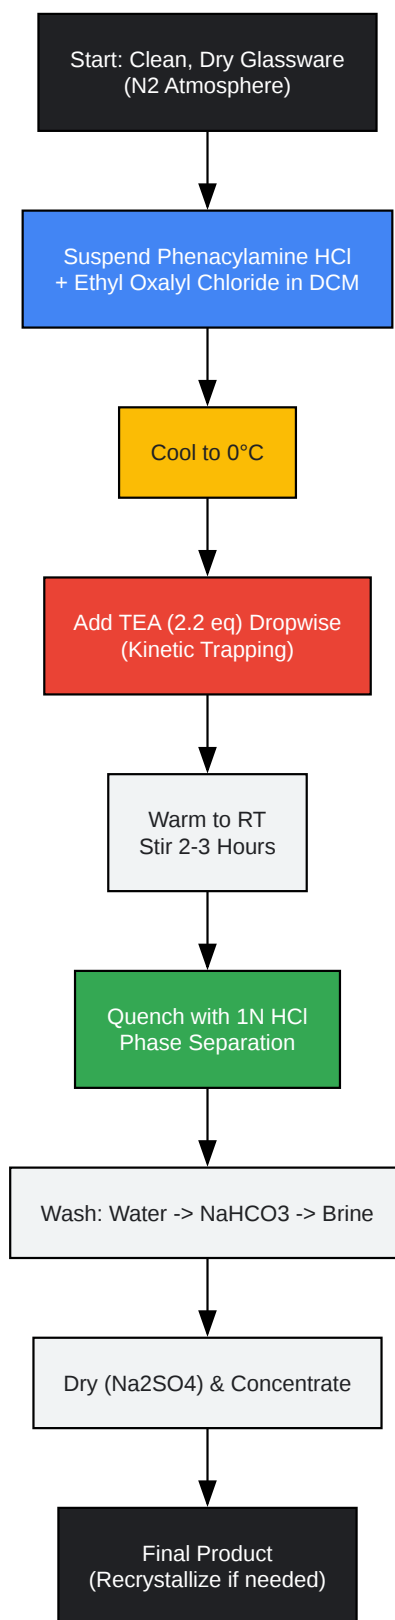 Start: Clean, Dry Glassware
(N2 Atmosphere)
Suspend Phenacylamine HCl
+ Ethyl Oxalyl Chloride in DCM
Cool to 0°C
Add TEA (2.2 eq) Dropwise
(Kinetic Trapping)
Warm to RT
Stir 2-3 Hours
Quench with 1N HCl
Phase Separation
Wash: Water -> NaHCO3 -> Brine
Dry (Na2SO4) & Concentrate
Final Product
(Recrystallize if needed)